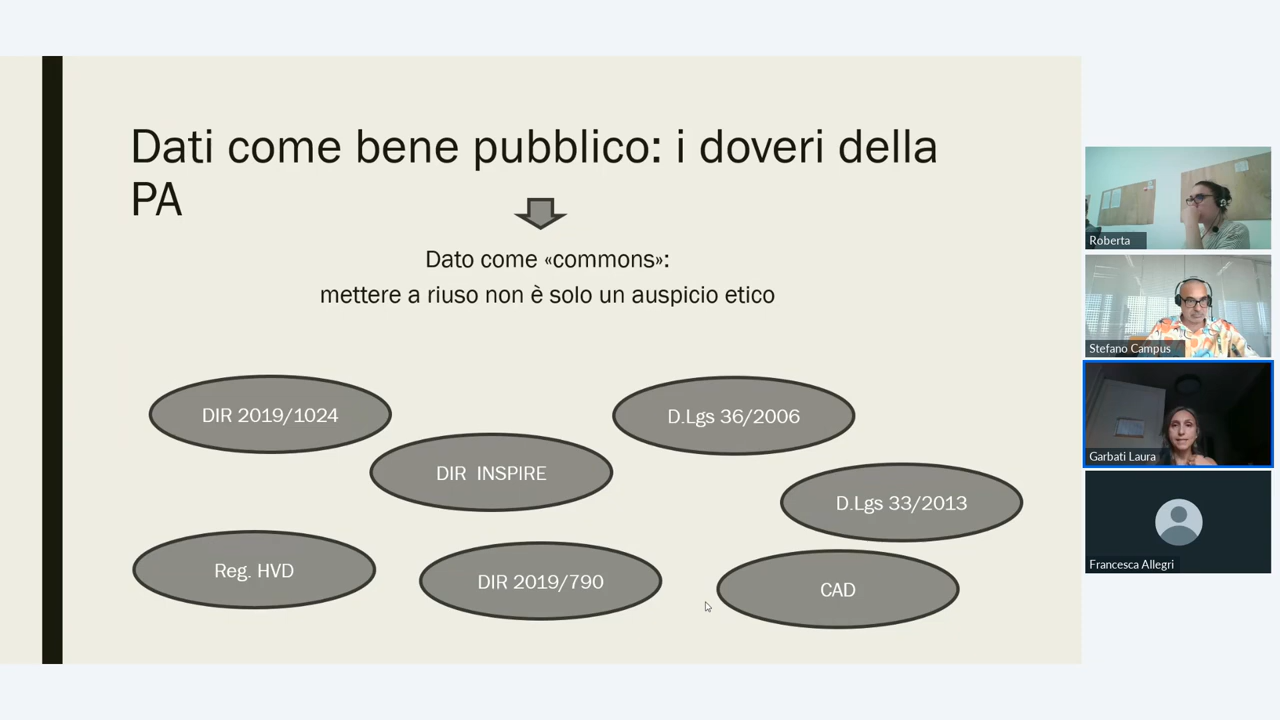 Dati come bene pubblico: i doveri della
PA
Dato come «commons»:
mettere a riuso non è solo un auspicio etico
DIR 2019/1024
D.Lgs 36/2006
DIR INSPIRE
D.Lgs 33/2013
Reg. HVD
DIR 2019/790
CAD
Roberta
Stefano Campus
Garbati Laura
Francesca Allegri